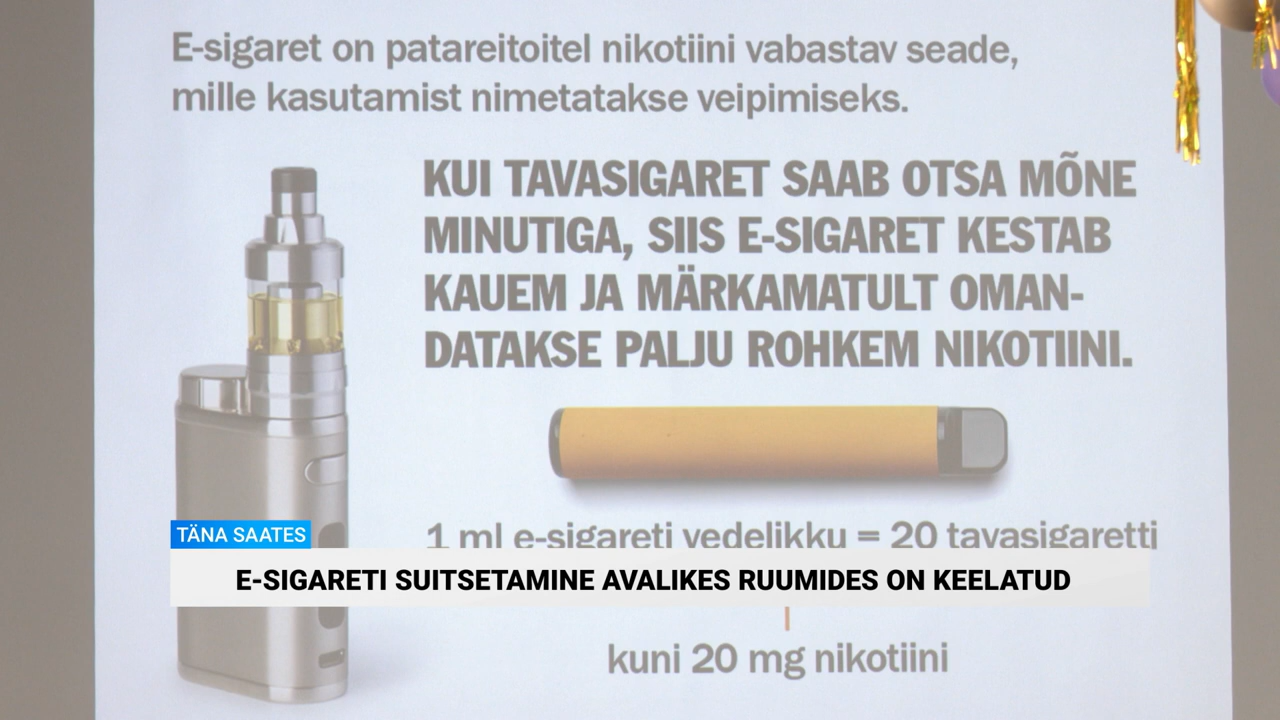 E-sigaret on patareitoitel nikotiini vabastav seade,
mille kasutamist nimetatakse veipimiseks.
KUI TAVASIGARET SAAB OTSA MÕNE
MINUTIGA, SIIS E-SIGARET KESTAB
KAUEM JA MÄRKAMATULT OMAN-
DATAKSE PALJU ROHKEM NIKOTIINI.
1 ml e-sigareti vedelikku = 20 tavasigaretti
TÄNA SAATES
E-SIGARETI SUITSETAMINE AVALIKES RUUMIDES ON KEELATUD
kuni 20 mg nikotiini